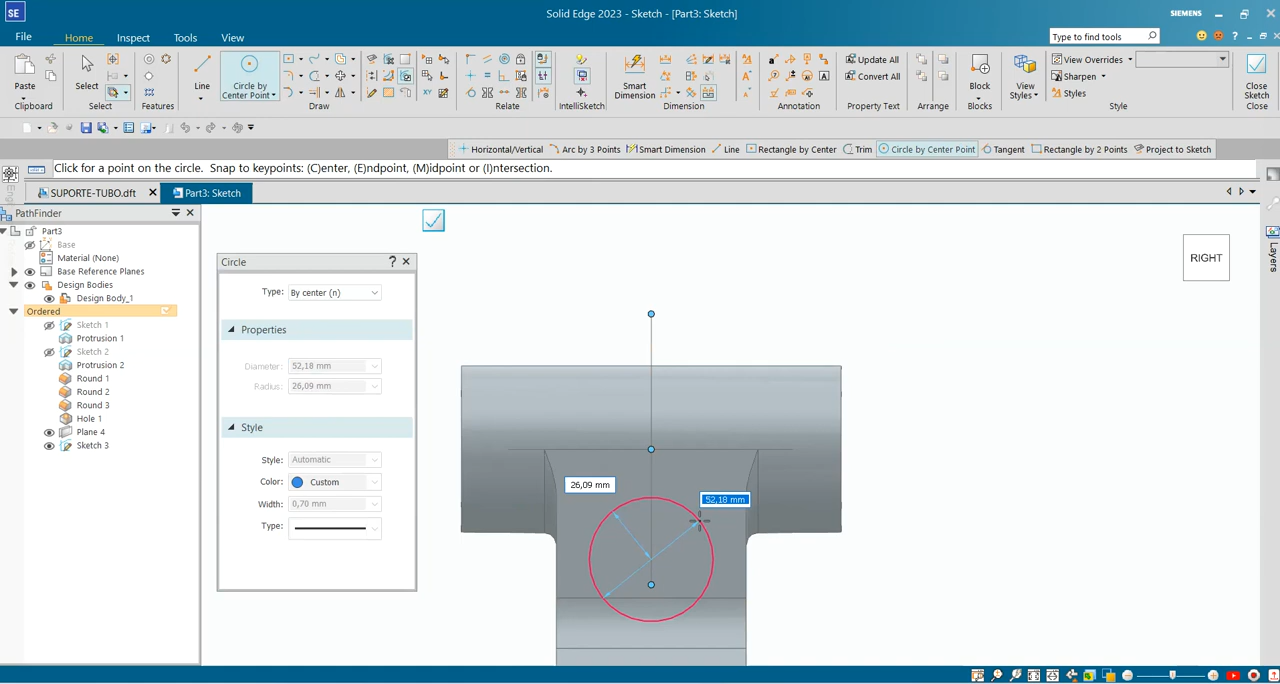 SE
Solid Edge 2023 - Sketch - [Part3: Sketch]
SIEMENS
File
Home
Inspect
Tools
View
Type to find tools
Paste
Select
Line
Circle by
Center Point
Smart
Dimension
Update All
Convert All
Block
View
Styles
View Overrides
Sharpen
Styles
Close
Sketch
Clipboard
Select
Features
Draw
Relate
IntelliSketch
Dimension
Annotation
Property Text
Arrange
Blocks
Style
Close
Horizontal/Vertical
Arc by 3 Points
Smart Dimension
Line
Rectangle by Center
Trim
Circle by Center Point
Tangent
Rectangle by 2 Points
Project to Sketch
Click for a point on the circle. Snap to keypoints: (C)enter, (E)ndpoint, (M)idpoint or (I)ntersection.
SUPORTE-TUBO.dft
Part3: Sketch
PathFinder
Part3
Base
Material (None)
Base Reference Planes
Design Bodies
Design Body_1
Ordered
Sketch 1
Protrusion 1
Sketch 2
Protrusion 2
Round 1
Round 2
Round 3
Hole 1
Plane 4
Sketch 3
Circle
Type: By center (n)
Properties
Diameter: 52,18 mm
Radius: 26,09 mm
Style
Style: Automatic
Color: Custom
Width: 0,70 mm
Type:
26,09 mm
52,18 mm
RIGHT
Layers